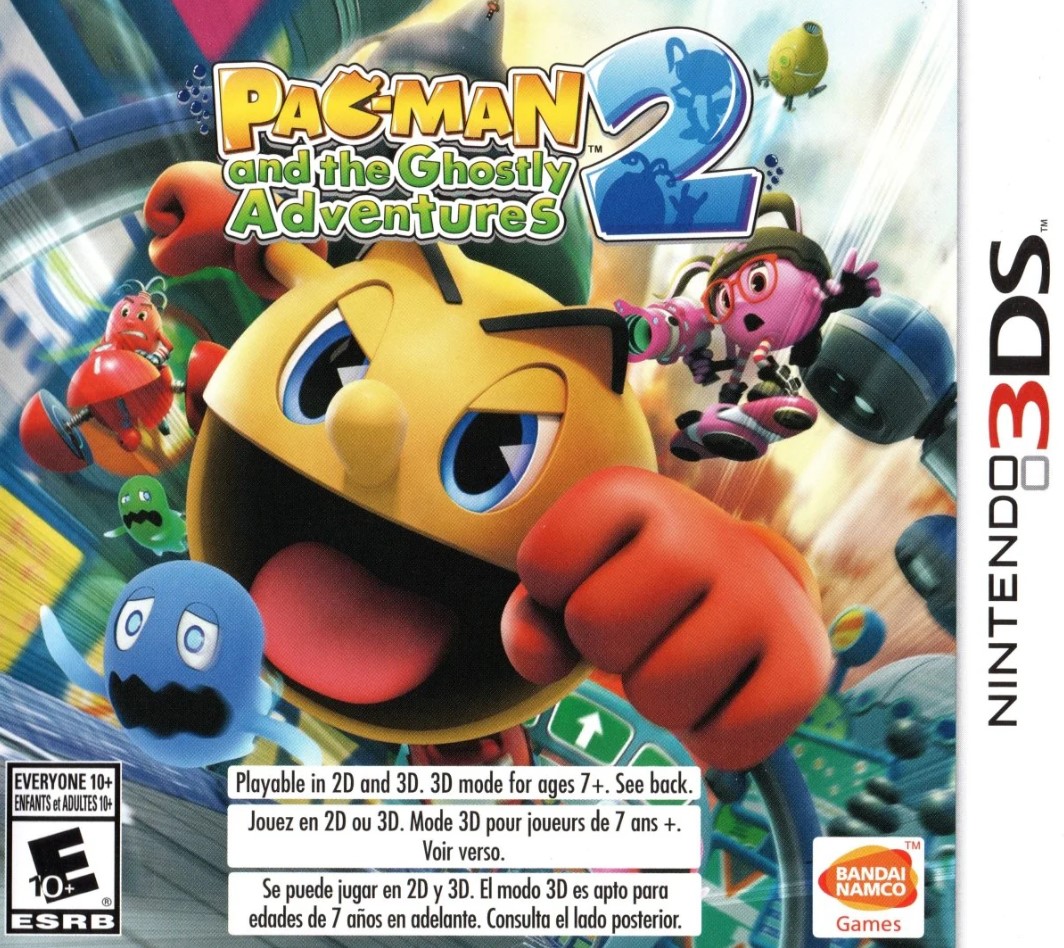 PAC-MAN 2
™
and the Ghostly
Adventures
NINTENDO3DS™
EVERYONE 10+
ENFANTS et ADULTES 10+
E
10+
®
ESRB
Playable in 2D and 3D. 3D mode for ages 7+. See back.
Jouez en 2D ou 3D. Mode 3D pour joueurs de 7 ans +.
Voir verso.
Se puede jugar en 2D y 3D. El modo 3D es apto para
edades de 7 años en adelante. Consulta el lado posterior.
™
BANDAI
NAMCO
Games